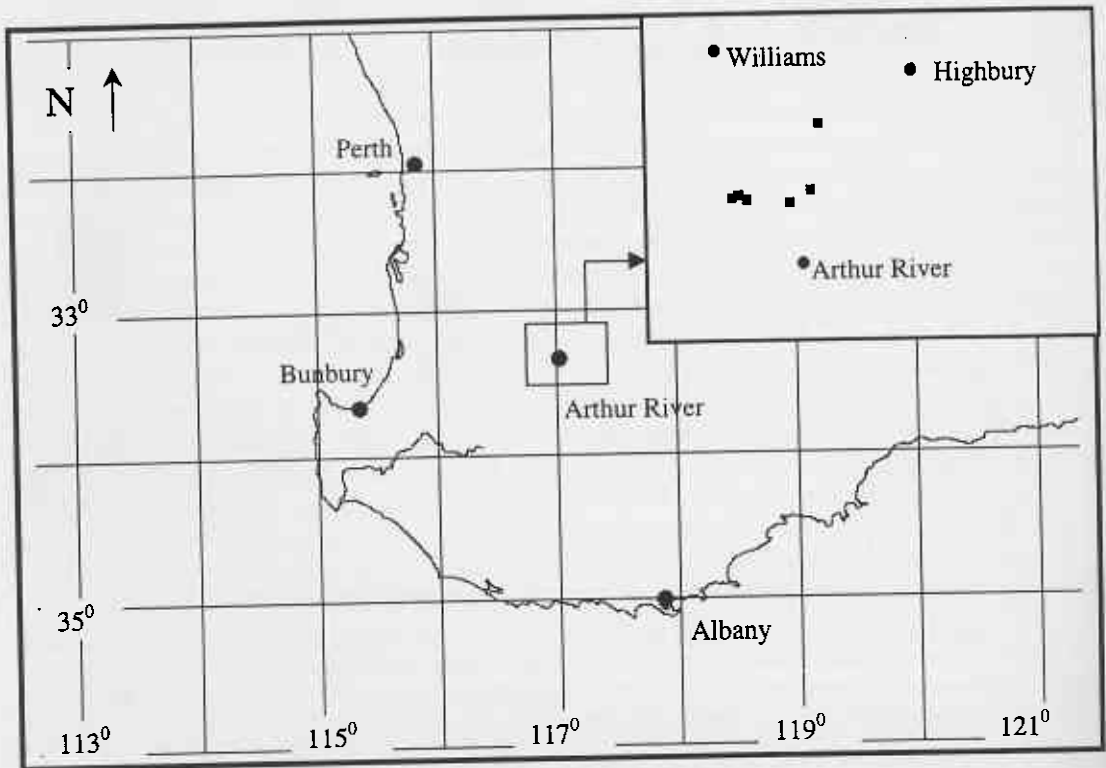 Williams
Highbury
N
Perth
Arthur River
33⁰
Bunbury
Arthur River
35⁰
Albany
113⁰ 115⁰ 117⁰ 119⁰ 121⁰